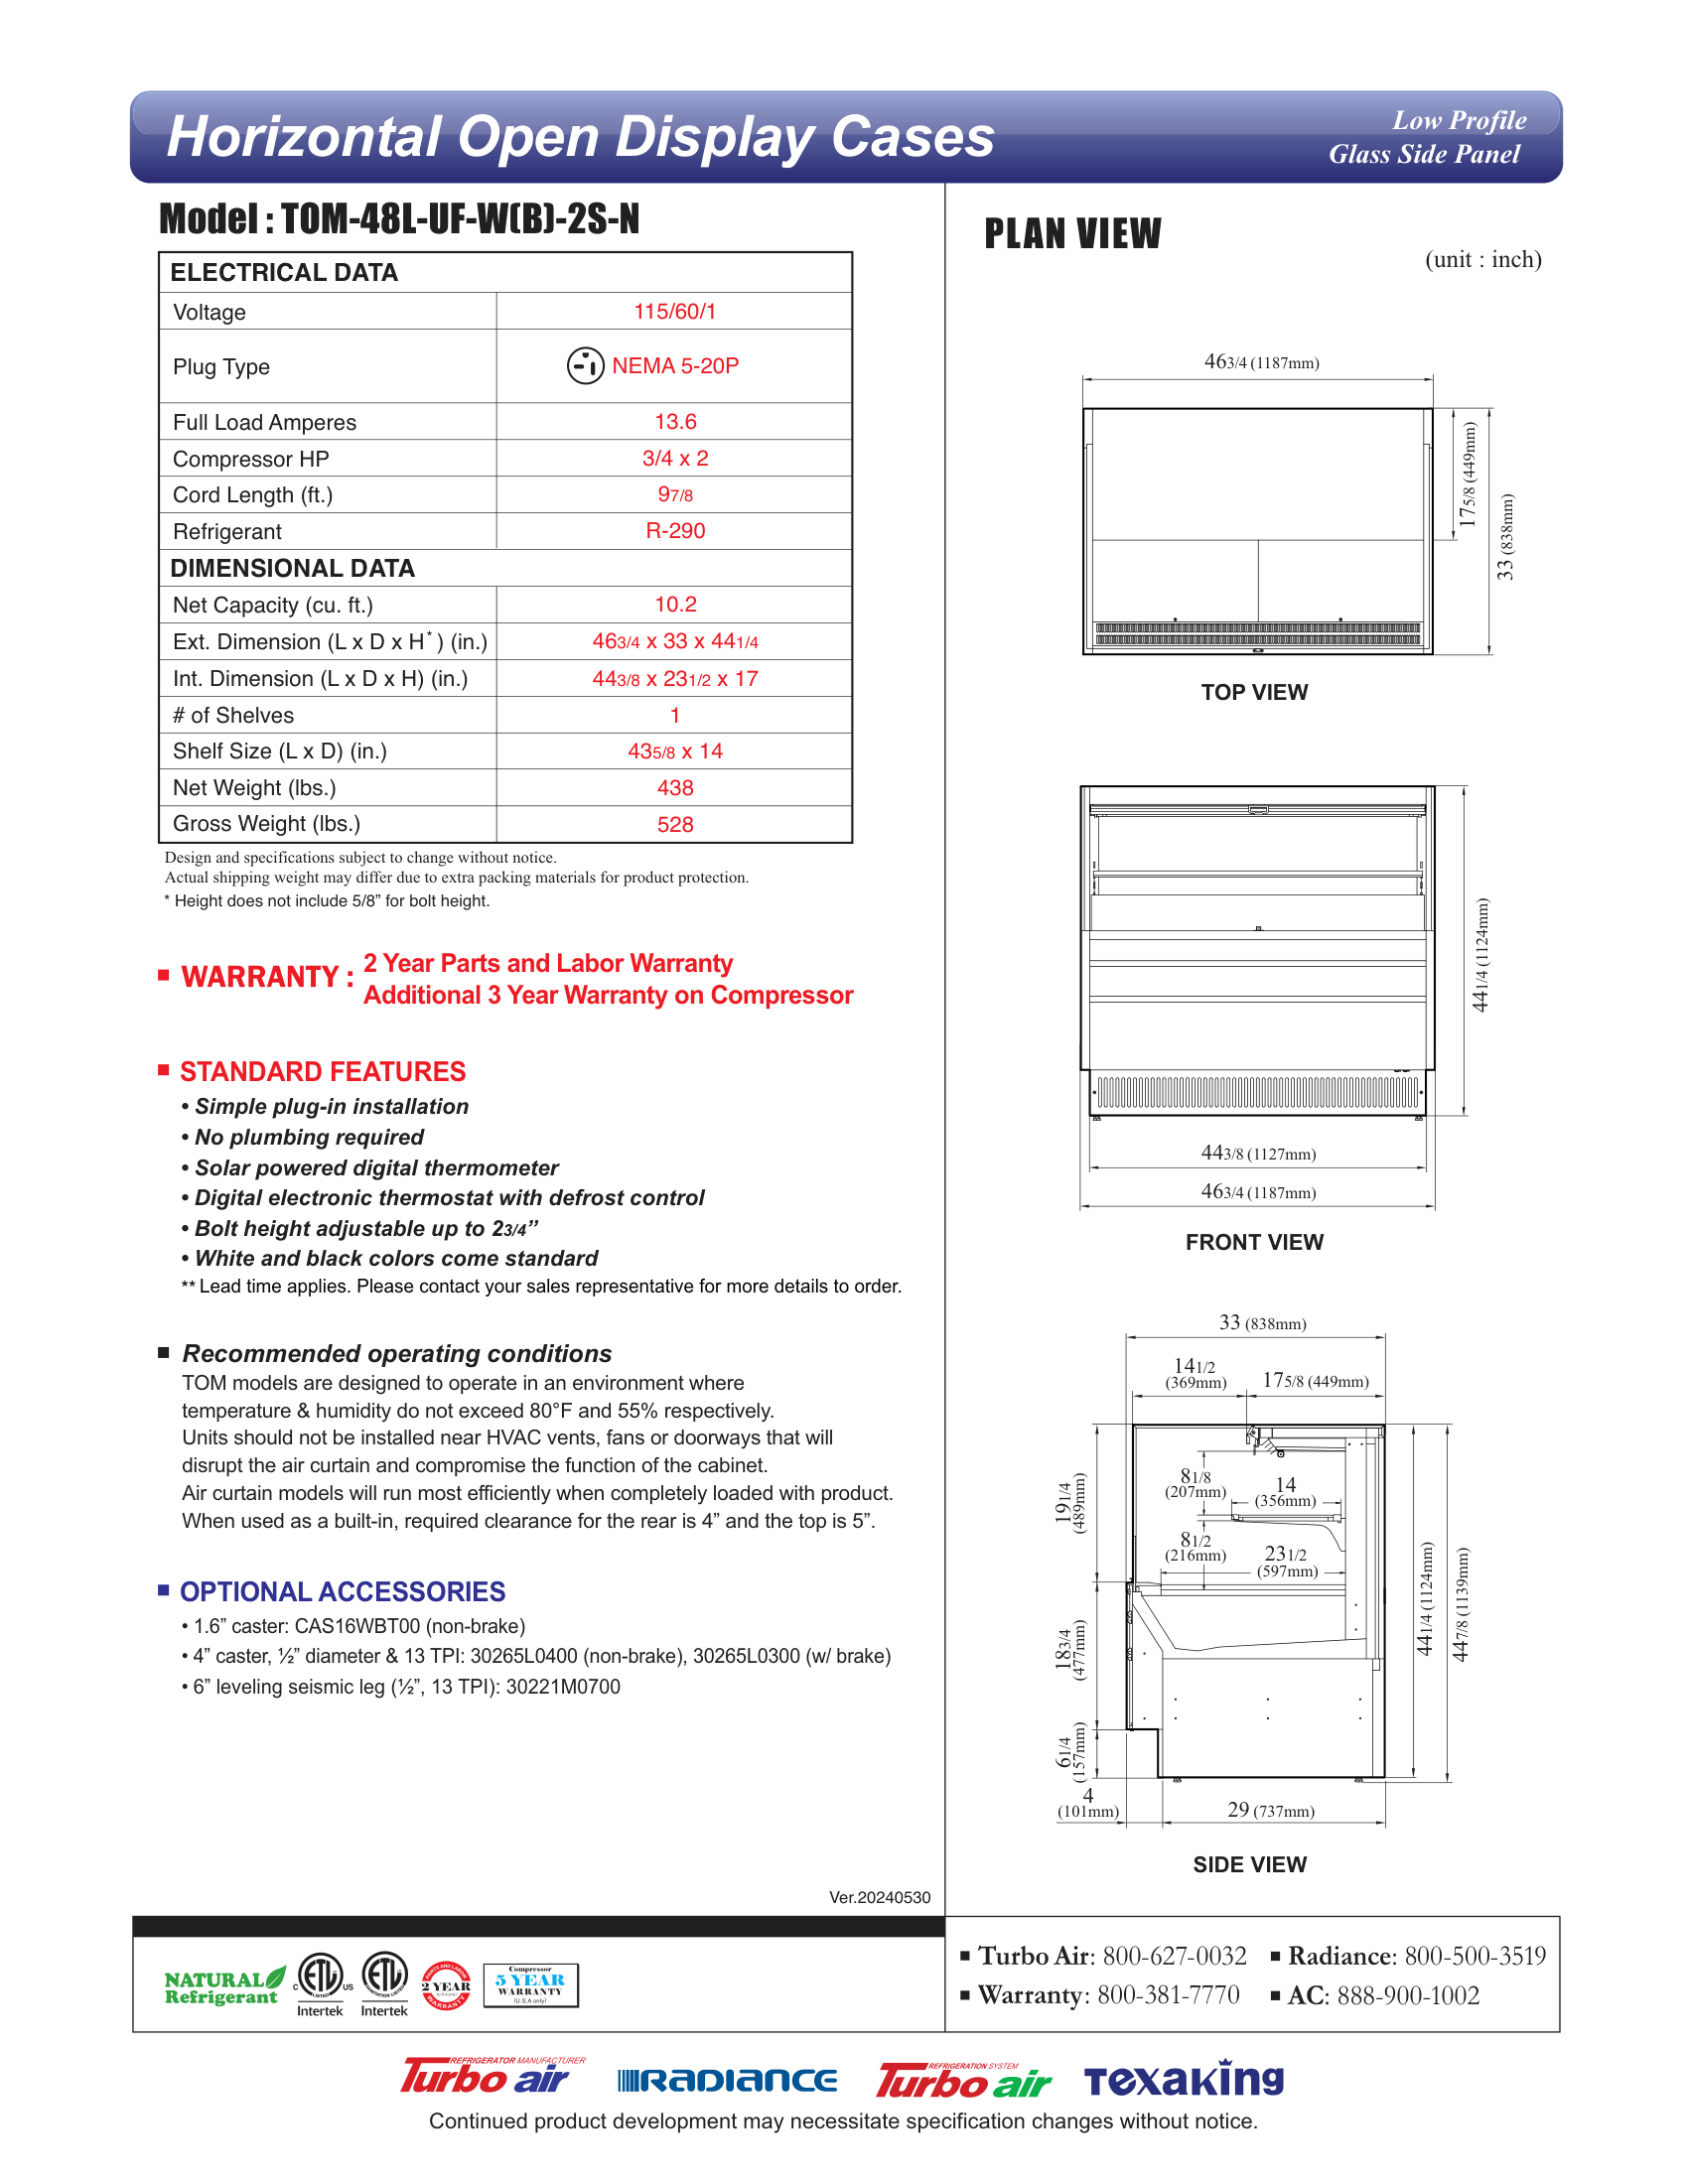 Horizontal Open Display Cases
Low Profile
Glass Side Panel
Model : TOM-48L-UF-W(B)-2S-N
ELECTRICAL DATA
Voltage 115/60/1
Plug Type NEMA 5-20P
Full Load Amperes 13.6
Compressor HP 3/4 x 2
Cord Length (ft.) 97/8
Refrigerant R-290
DIMENSIONAL DATA
Net Capacity (cu. ft.) 10.2
Ext. Dimension (L x D x H*) (in.) 463/4 x 33 x 441/4
Int. Dimension (L x D x H) (in.) 443/8 x 231/2 x 17
# of Shelves 1
Shelf Size (L x D) (in.) 435/8 x 14
Net Weight (lbs.) 438
Gross Weight (lbs.) 528
Design and specifications subject to change without notice.
Actual shipping weight may differ due to extra packing materials for product protection.
* Height does not include 5/8” for bolt height.
■ WARRANTY : 2 Year Parts and Labor Warranty
Additional 3 Year Warranty on Compressor
■ STANDARD FEATURES
• Simple plug-in installation
• No plumbing required
• Solar powered digital thermometer
• Digital electronic thermostat with defrost control
• Bolt height adjustable up to 23/4”
• White and black colors come standard
** Lead time applies. Please contact your sales representative for more details to order.
■ Recommended operating conditions
TOM models are designed to operate in an environment where
temperature & humidity do not exceed 80°F and 55% respectively.
Units should not be installed near HVAC vents, fans or doorways that will
disrupt the air curtain and compromise the function of the cabinet.
Air curtain models will run most efficiently when completely loaded with product.
When used as a built-in, required clearance for the rear is 4” and the top is 5”.
■ OPTIONAL ACCESSORIES
• 1.6” caster: CAS16WBT00 (non-brake)
• 4” caster, ½” diameter & 13 TPI: 30265L0400 (non-brake), 30265L0300 (w/ brake)
• 6” leveling seismic leg (½”, 13 TPI): 30221M0700
Ver.20240530
PLAN VIEW
(unit : inch)
463/4 (1187mm)
175/8 (449mm)
33 (838mm)
TOP VIEW
441/4 (1124mm)
443/8 (1127mm)
463/4 (1187mm)
FRONT VIEW
33 (838mm)
141/2
(369mm)
175/8 (449mm)
81/8
(207mm)
14
(356mm)
191/4
(489mm)
81/2
(216mm)
231/2
(597mm)
183/4
(477mm)
441/4 (1124mm)
447/8 (1139mm)
61/4
(157mm)
4
(101mm)
29 (737mm)
SIDE VIEW
NATURAL
Refrigerant
C ETL US
LISTED
Intertek
ETL
SANITATION LISTED
Intertek
PARTS AND LABOR
2 YEAR
(U.S.A only)
WARRANTY
Compressor
5 YEAR
WARRANTY
(U.S.A only)
■ Turbo Air: 800-627-0032 ■ Radiance: 800-500-3519
■ Warranty: 800-381-7770 ■ AC: 888-900-1002
REFRIGERATOR MANUFACTURER
Turbo air
RADIANCE
REFRIGERATION SYSTEM
Turbo air
Texaking
Continued product development may necessitate specification changes without notice.